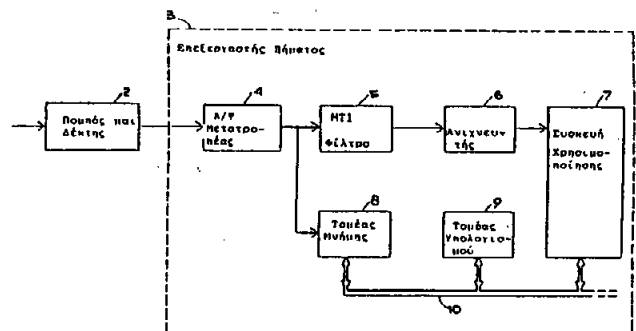 3
Επεξεργαστής Σήματος
2
Πομπός και
Δέκτης
4
Α/Ψ
Μετατρο-
πέας
5
ΜΤΙ
Φίλτρο
6
Ανιχνευ-
τής
7
Συσκευή
Χρησιμο-
ποίησης
8
Τομέας
Μνήμης
9
Τομέας
Υπολογισ-
μού
10